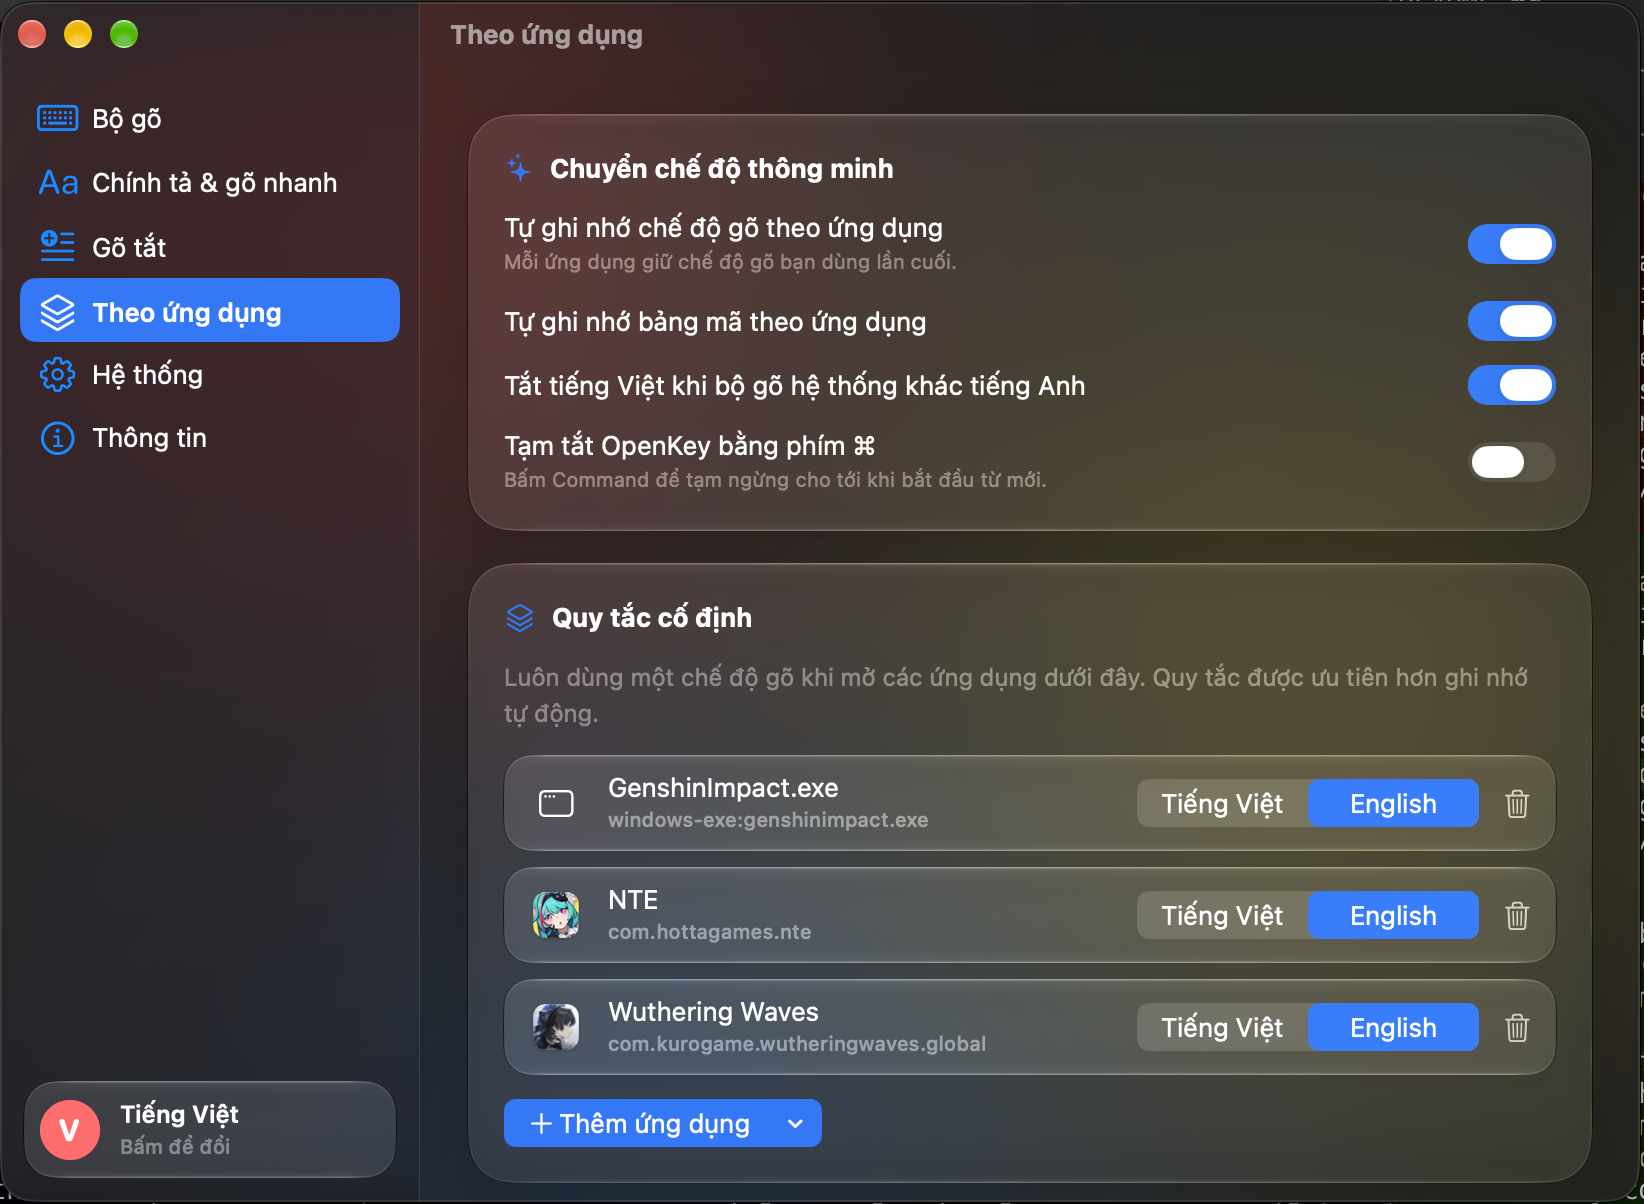 Theo ứng dụng
Bộ gõ
Aa Chính tả & gõ nhanh
Gõ tắt
Theo ứng dụng
Hệ thống
Thông tin
Chuyển chế độ thông minh
Tự ghi nhớ chế độ gõ theo ứng dụng
Mỗi ứng dụng giữ chế độ gõ bạn dùng lần cuối.
Tự ghi nhớ bảng mã theo ứng dụng
Tắt tiếng Việt khi bộ gõ hệ thống khác tiếng Anh
Tạm tắt OpenKey bằng phím ⌘
Bấm Command để tạm ngừng cho tới khi bắt đầu từ mới.
Quy tắc cố định
Luôn dùng một chế độ gõ khi mở các ứng dụng dưới đây. Quy tắc được ưu tiên hơn ghi nhớ
tự động.
GenshinImpact.exe
windows-exe:genshinimpact.exe
Tiếng Việt English
NTE
com.hottagames.nte
Tiếng Việt English
Wuthering Waves
com.kurogame.wutheringwaves.global
Tiếng Việt English
+ Thêm ứng dụng
V
Tiếng Việt
Bấm để đổi